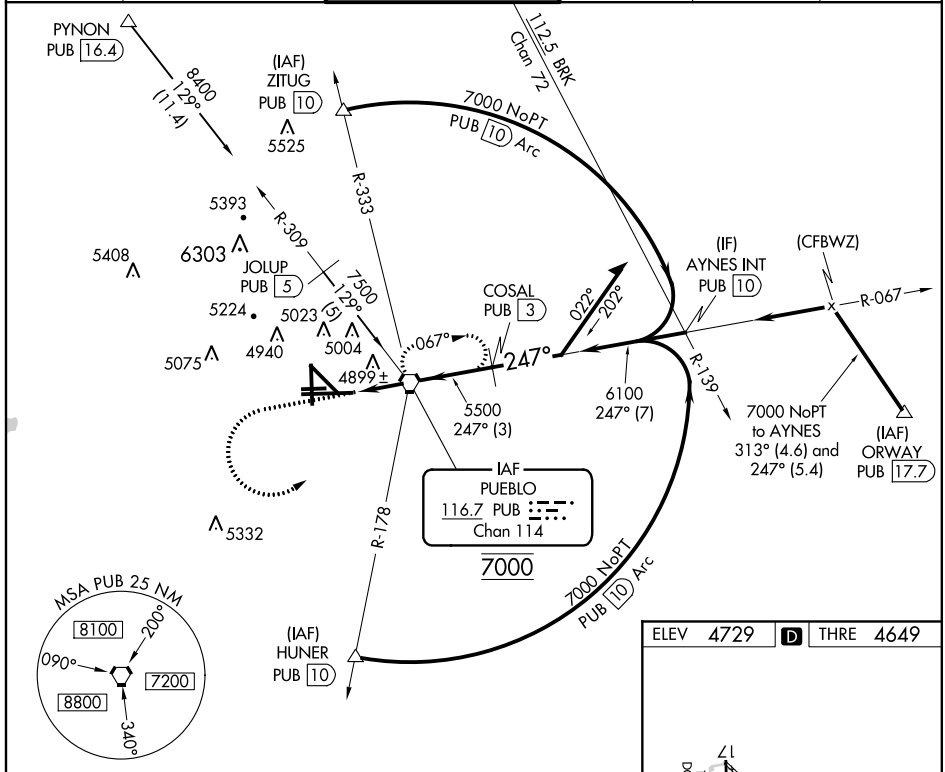 PYNON
PUB 16.4
8400
129°
(11.4)
(IAF)
ZITUG
PUB 10
5525
112.5 BRK
Chan 72
7000 NoPT
PUB 10 Arc
R-333
5393
6303
5408
R-309
JOLUP
PUB 5
7500
129°
(5)
5224
5023
5004
4940
5075
4899±
067°
COSAL
PUB 3
247°
022°
202°
(IF)
AYNES INT
PUB 10
(CFBWZ)
R-067
R-139
6100
247° (7)
5500
247° (3)
7000 NoPT
to AYNES
313° (4.6) and
247° (5.4)
(IAF)
ORWAY
PUB 17.7
IAF
PUEBLO
116.7 PUB
Chan 114
7000
R-178
5332
7000 NoPT
PUB 10 Arc
(IAF)
HUNER
PUB 10
MSA PUB 25 NM
8100
200°
090°
7200
8800
340°
ELEV 4729 D THRE 4649
17